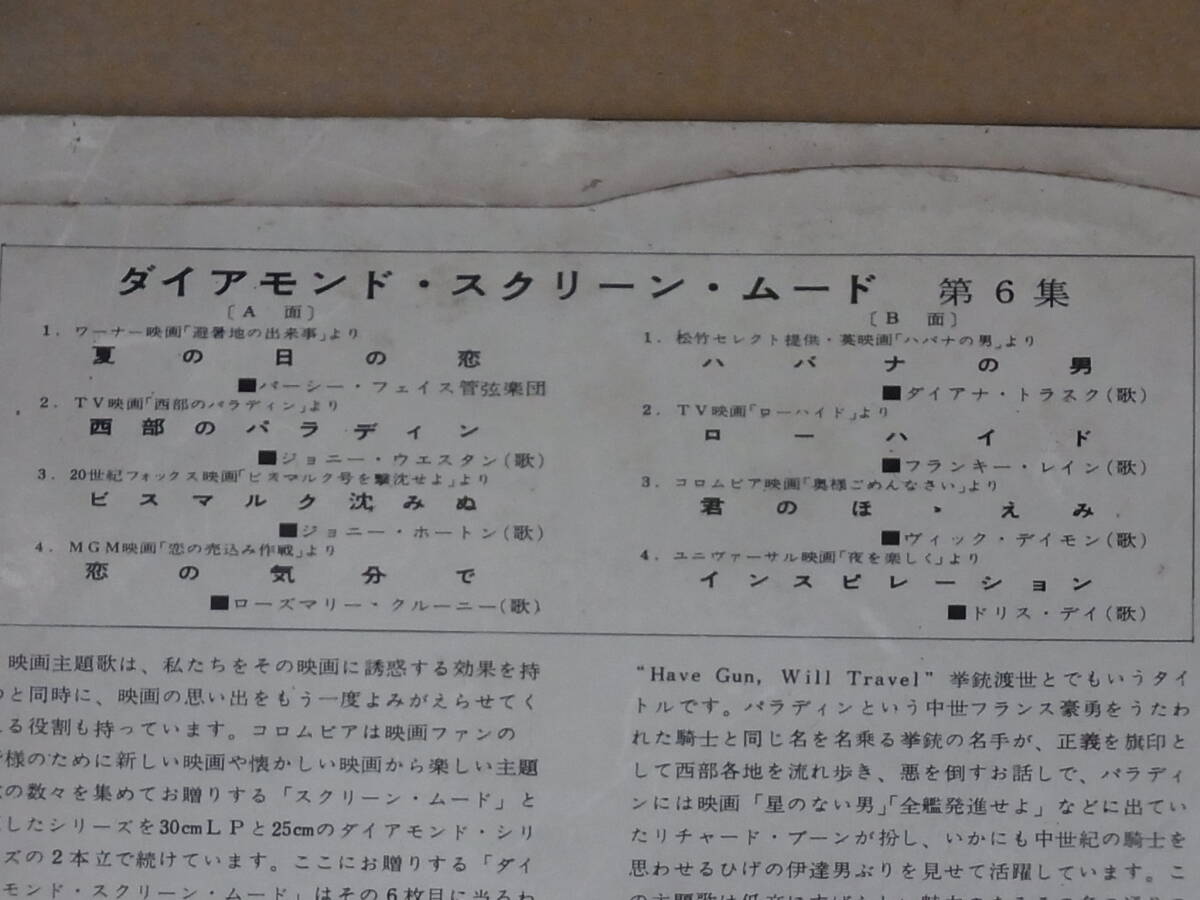 ダイアモンド・スクリーン・ムード 第6集
〔A 面〕
1. ワーナー映画「避暑地の出来事」より
夏の日の恋
■パーシー・フェイス管弦楽団
2. TV映画「西部のパラディン」より
西部のパラディン
■ジョニー・ウエスタン(歌)
3. 20世紀フォックス映画「ビスマルク号を撃沈せよ」より
ビスマルク沈みぬ
■ジョニー・ホートン(歌)
4. MGM映画「恋の売込み作戦」より
恋の気分で
■ローズマリー・クルーニー(歌)
〔B 面〕
1. 松竹セレクト提供・英映画「ハバナの男」より
ハバナの男
■ダイアナ・トラスク(歌)
2. TV映画「ローハイド」より
ローハイド
■フランキー・レイン(歌)
3. コロムビア映画「奥様ごめんなさい」より
君のほゝえみ
■ヴィック・デイモン(歌)
4. ユニヴァーサル映画「夜を楽しく」より
インスピレーション
■ドリス・デイ(歌)
映画主題歌は、私たちをその映画に誘惑する効果を持
つと同時に、映画の思い出をもう一度よみがえらせてく
れる役割も持っています。コロムビアは映画ファンの
皆様のために新しい映画や懐かしい映画から楽しい主題
の数々を集めてお贈りする「スクリーン・ムード」と
したシリーズを30cmLPと25cmのダイアモンド・シリ
ーズの2本立で続けています。ここにお贈りする「ダイ
アモンド・スクリーン・ムード」はその6枚目に当るわ
“Have Gun, Will Travel” 拳銃渡世とでもいうタイ
トルです。パラディンという中世フランス豪勇をうたわ
れた騎士と同じ名を名乗る拳銃の名手が、正義を旗印と
して西部各地を流れ歩き、悪を倒すお話しで、パラディ
ンには映画「星のない男」「全艦発進せよ」などに出てい
たリチャード・ブーンが扮し、いかにも中世紀の騎士を
思わせるひげの伊達男ぶりを見せて活躍しています。こ